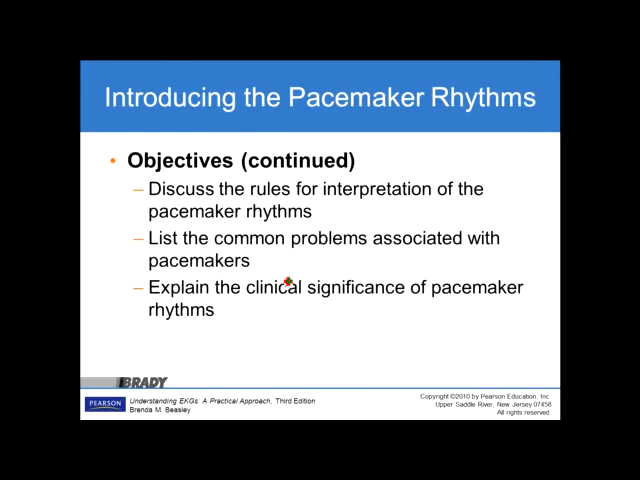 Introducing the Pacemaker Rhythms
• Objectives (continued)
– Discuss the rules for interpretation of the
pacemaker rhythms
– List the common problems associated with
pacemakers
– Explain the clinical significance of pacemaker
rhythms
BRADY
PEARSON
Understanding EKGs: A Practical Approach, Third Edition
Brenda M. Beasley
Copyright ©2010 by Pearson Education, Inc.
Upper Saddle River, New Jersey 07458
All rights reserved.